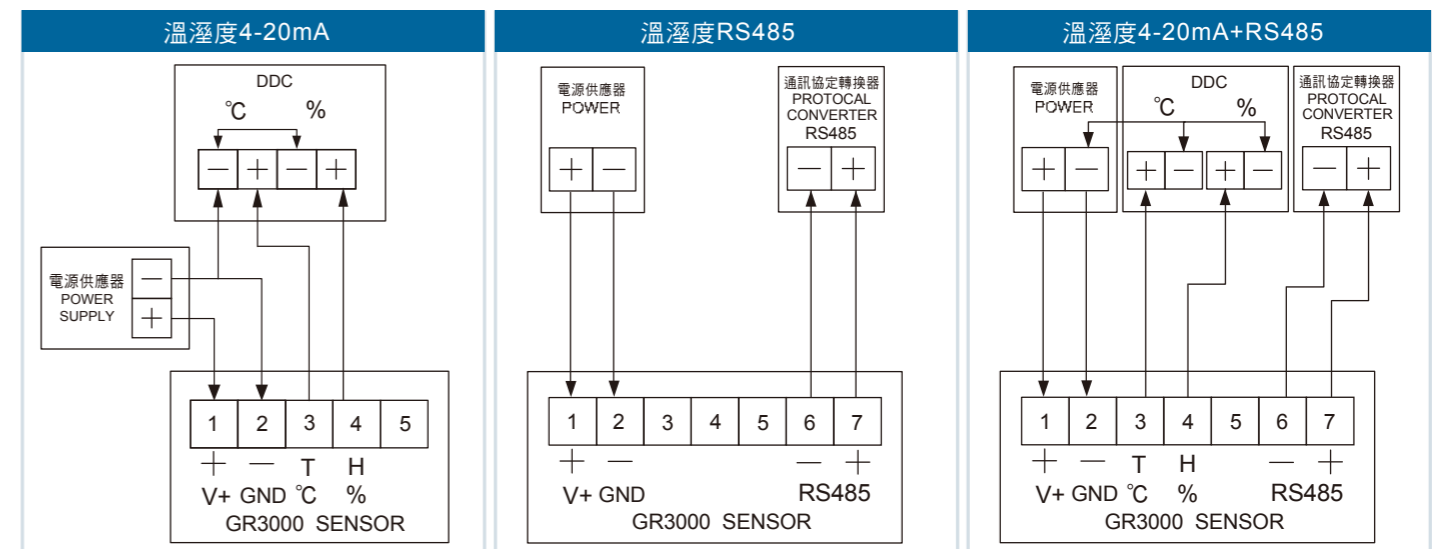 溫溼度4-20mA
DDC
℃ %
− + − +
電源供應器
POWER
SUPPLY
−
+
1 2 3 4 5
+ − T H
V+ GND ℃ %
GR3000 SENSOR
溫溼度RS485
電源供應器
POWER
+ −
通訊協定轉換器
PROTOCAL
CONVERTER
RS485
− +
1 2 3 4 5 6 7
+ − − +
V+ GND RS485
GR3000 SENSOR
溫溼度4-20mA+RS485
電源供應器
POWER
+ −
DDC
℃ %
+ − + −
通訊協定轉換器
PROTOCAL
CONVERTER
RS485
− +
1 2 3 4 5 6 7
+ − T H − +
V+ GND ℃ % RS485
GR3000 SENSOR